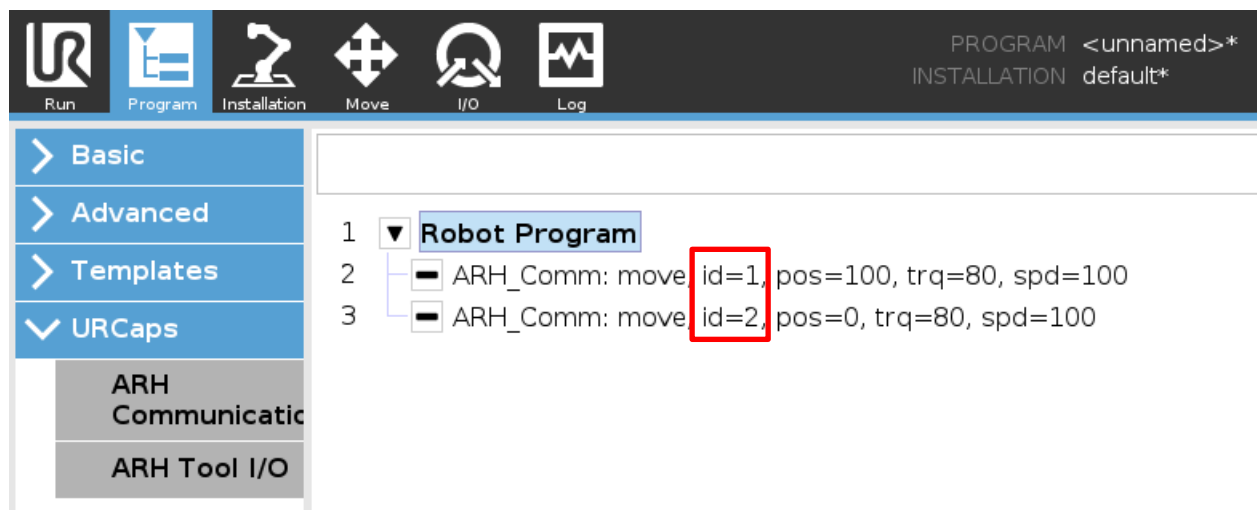 UR
PROGRAM <unnamed>*
INSTALLATION default*
Run Program Installation Move I/O Log
Basic
Advanced
Templates
URCaps
ARH
Communicatic
ARH Tool I/O
1 Robot Program
2 ARH_Comm: move, id=1, pos=100, trq=80, spd=100
3 ARH_Comm: move, id=2, pos=0, trq=80, spd=100